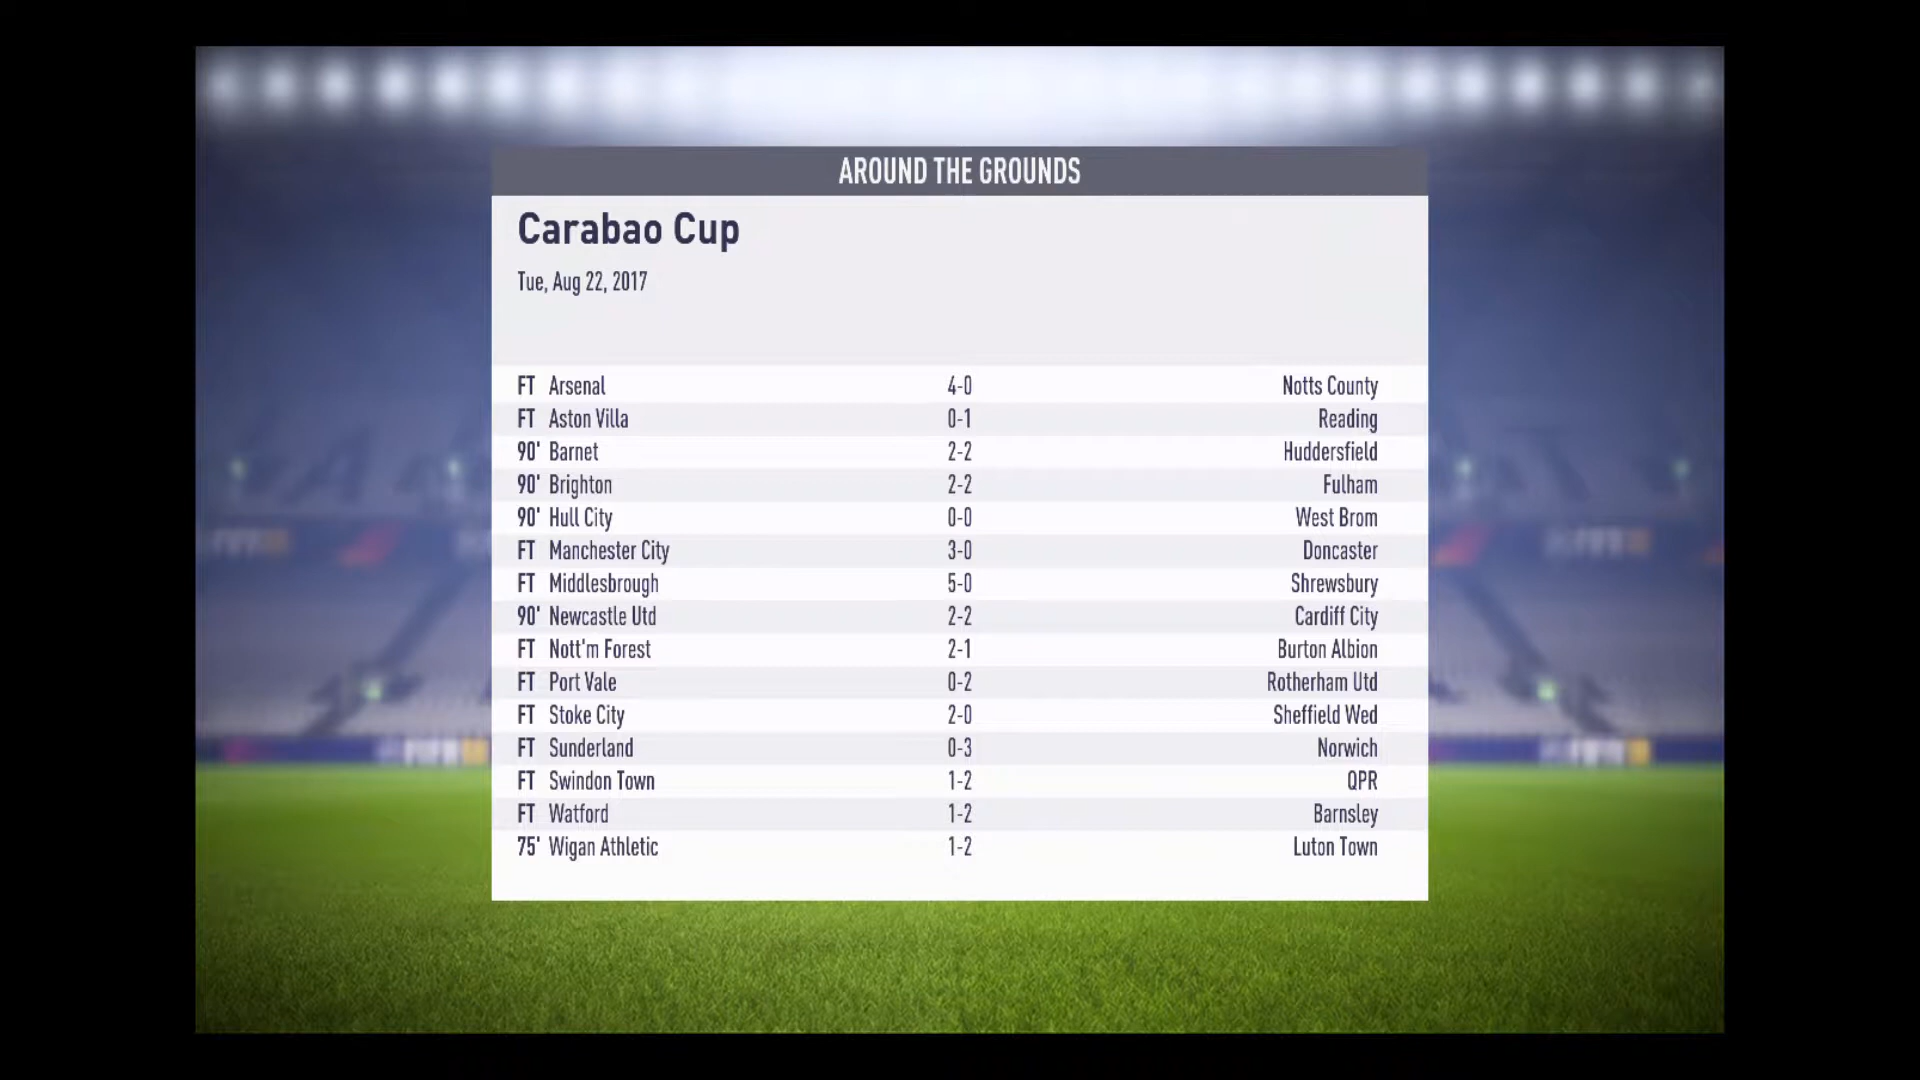 AROUND THE GROUNDS
Carabao Cup
Tue, Aug 22, 2017
FT Arsenal 4-0 Notts County
FT Aston Villa 0-1 Reading
90' Barnet 2-2 Huddersfield
90' Brighton 2-2 Fulham
90' Hull City 0-0 West Brom
FT Manchester City 3-0 Doncaster
FT Middlesbrough 5-0 Shrewsbury
90' Newcastle Utd 2-2 Cardiff City
FT Nott'm Forest 2-1 Burton Albion
FT Port Vale 0-2 Rotherham Utd
FT Stoke City 2-0 Sheffield Wed
FT Sunderland 0-3 Norwich
FT Swindon Town 1-2 QPR
FT Watford 1-2 Barnsley
75' Wigan Athletic 1-2 Luton Town